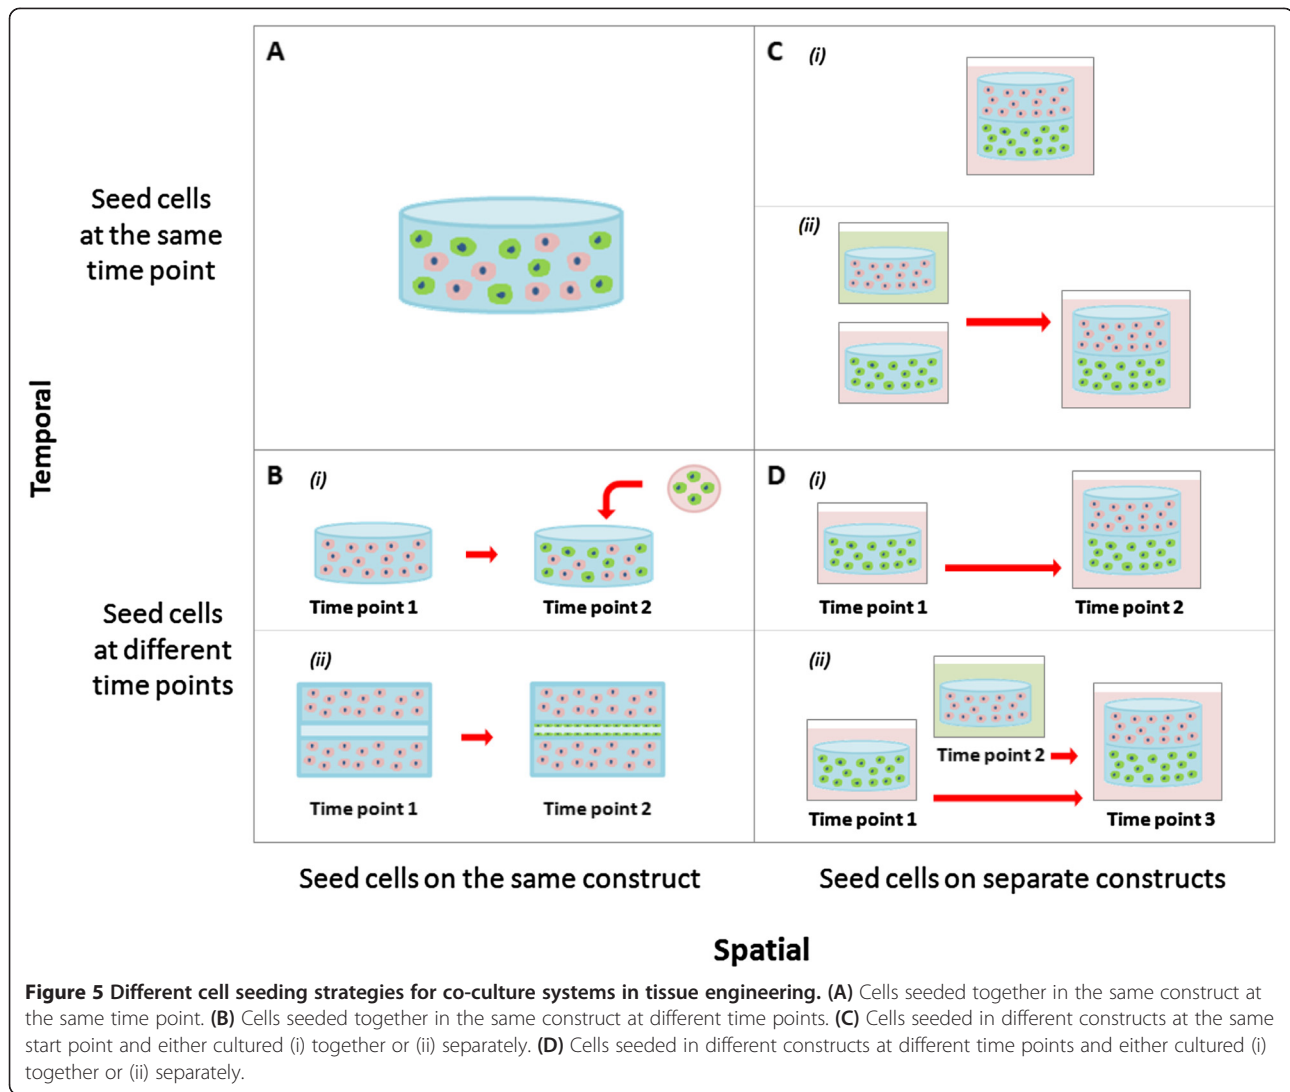 A
C
(i)
(ii)
Seed cells
at the same
time point
Temporal
B
(i)
Time point 1
Time point 2
(ii)
Time point 1
Time point 2
D
(i)
Time point 1
Time point 2
(ii)
Time point 2
Time point 1
Time point 3
Seed cells
at different
time points
Seed cells on the same construct
Seed cells on separate constructs
Spatial
Figure 5 Different cell seeding strategies for co-culture systems in tissue engineering. (A) Cells seeded together in the same construct at
the same time point. (B) Cells seeded together in the same construct at different time points. (C) Cells seeded in different constructs at the same
start point and either cultured (i) together or (ii) separately. (D) Cells seeded in different constructs at different time points and either cultured (i)
together or (ii) separately.